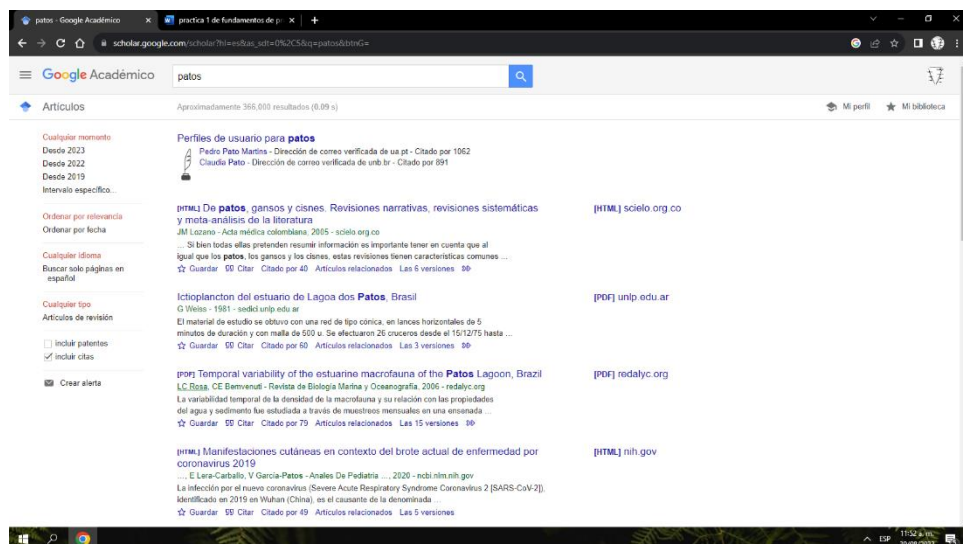 patos - Google Académico
practica 1 de fundamentos de pr
scholar.google.com/scholar?hl=es&as_sdt=0%2C5&q=patos&btnG=
Google Académico
patos
Artículos
Aproximadamente 366,000 resultados (0.09 s)
Mi perfil
Mi biblioteca
Cualquier momento
Desde 2023
Desde 2022
Desde 2019
Intervalo específico...
Ordenar por relevancia
Ordenar por fecha
Cualquier idioma
Buscar solo páginas en
español
Cualquier tipo
Artículos de revisión
incluir patentes
incluir citas
Crear alerta
Perfiles de usuario para patos
Pedro Pato Martins - Dirección de correo verificada de ua.pt - Citado por 1062
Claudia Pato - Dirección de correo verificada de unb.br - Citado por 891
[HTML] De patos, gansos y cisnes. Revisiones narrativas, revisiones sistemáticas
y meta-análisis de la literatura
JM Lozano - Acta médica colombiana, 2005 - scielo.org.co
... Si bien todas ellas pretenden resumir información es importante tener en cuenta que al
igual que los patos, los gansos y los cisnes, estas revisiones tienen características comunes ...
Guardar Citar Citado por 40 Artículos relacionados Las 6 versiones
[HTML] scielo.org.co
Ictioplancton del estuario de Lagoa dos Patos, Brasil
G Weiss - 1981 - sedici.unlp.edu.ar
El material de estudio se obtuvo con una red de tipo cónica, en lances horizontales de 5
minutos de duración y con malla de 500 u. Se efectuaron 26 cruceros desde el 15/12/75 hasta ...
Guardar Citar Citado por 60 Artículos relacionados Las 3 versiones
[PDF] unlp.edu.ar
[PDF] Temporal variability of the estuarine macrofauna of the Patos Lagoon, Brazil
LC Rosa, CE Bemvenuti - Revista de Biología Marina y Oceanografía, 2006 - redalyc.org
La variabilidad temporal de la densidad de la macrofauna y su relación con las propiedades
del agua y sedimento fue estudiada a través de muestreos mensuales en una ensenada ...
Guardar Citar Citado por 79 Artículos relacionados Las 15 versiones
[PDF] redalyc.org
[HTML] Manifestaciones cutáneas en contexto del brote actual de enfermedad por
coronavirus 2019
..., E Lera-Carballo, V García-Patos - Anales De Pediatría ..., 2020 - ncbi.nlm.nih.gov
La infección por el nuevo coronavirus (Severe Acute Respiratory Syndrome Coronavirus 2 [SARS-CoV-2]),
identificado en 2019 en Wuhan (China), es el causante de la denominada ...
Guardar Citar Citado por 49 Artículos relacionados Las 5 versiones
[HTML] nih.gov
ESP
11:52 a. m.